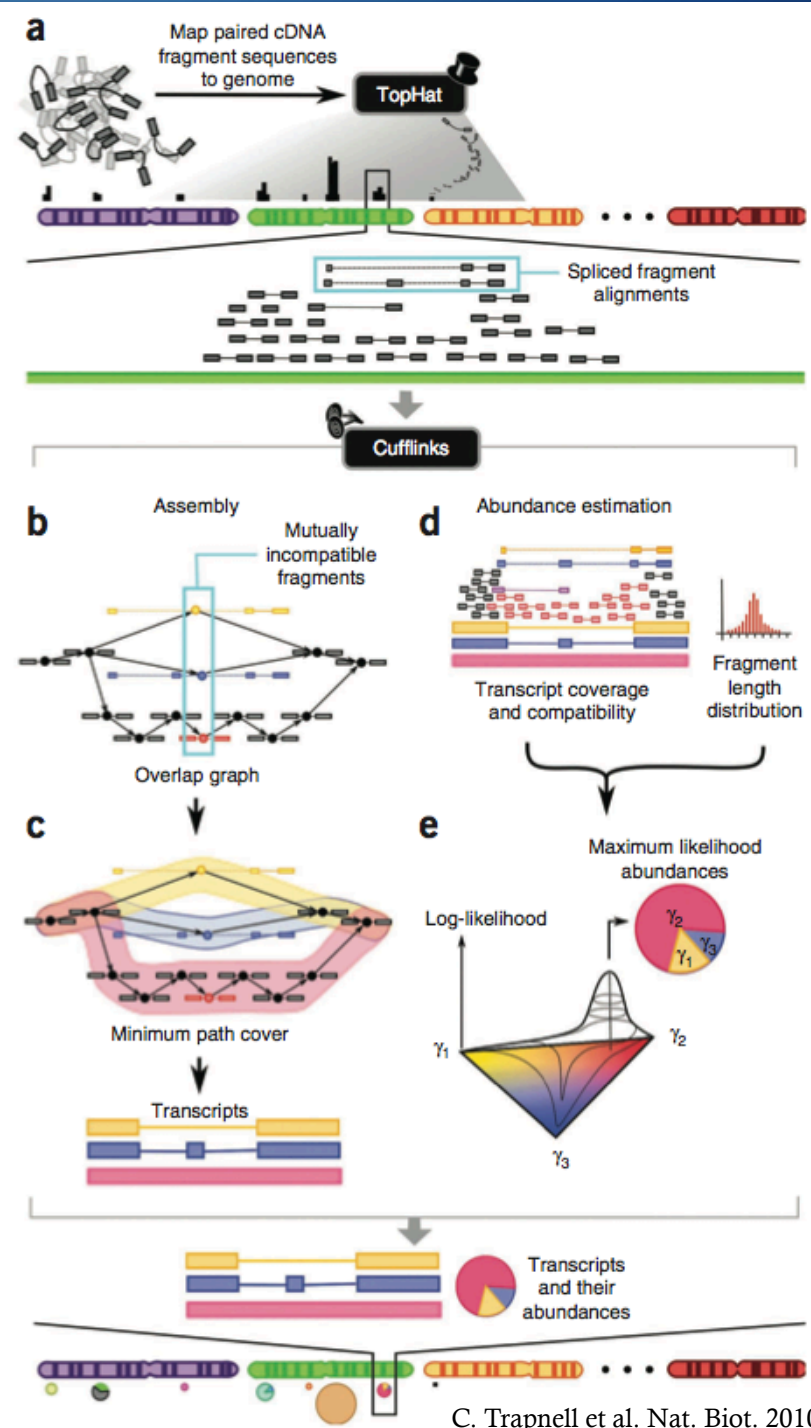 a
Map paired cDNA
fragment sequences
to genome
TopHat
Spliced fragment
alignments
Cufflinks
b
Assembly
Mutually
incompatible
fragments
Overlap graph
d
Abundance estimation
Transcript coverage
and compatibility
Fragment
length
distribution
c
Minimum path cover
Transcripts
e
Maximum likelihood
abundances
Log-likelihood
γ2
γ3
γ1
γ1
γ2
γ3
Transcripts
and their
abundances
C. Trapnell et al. Nat. Biot. 2010